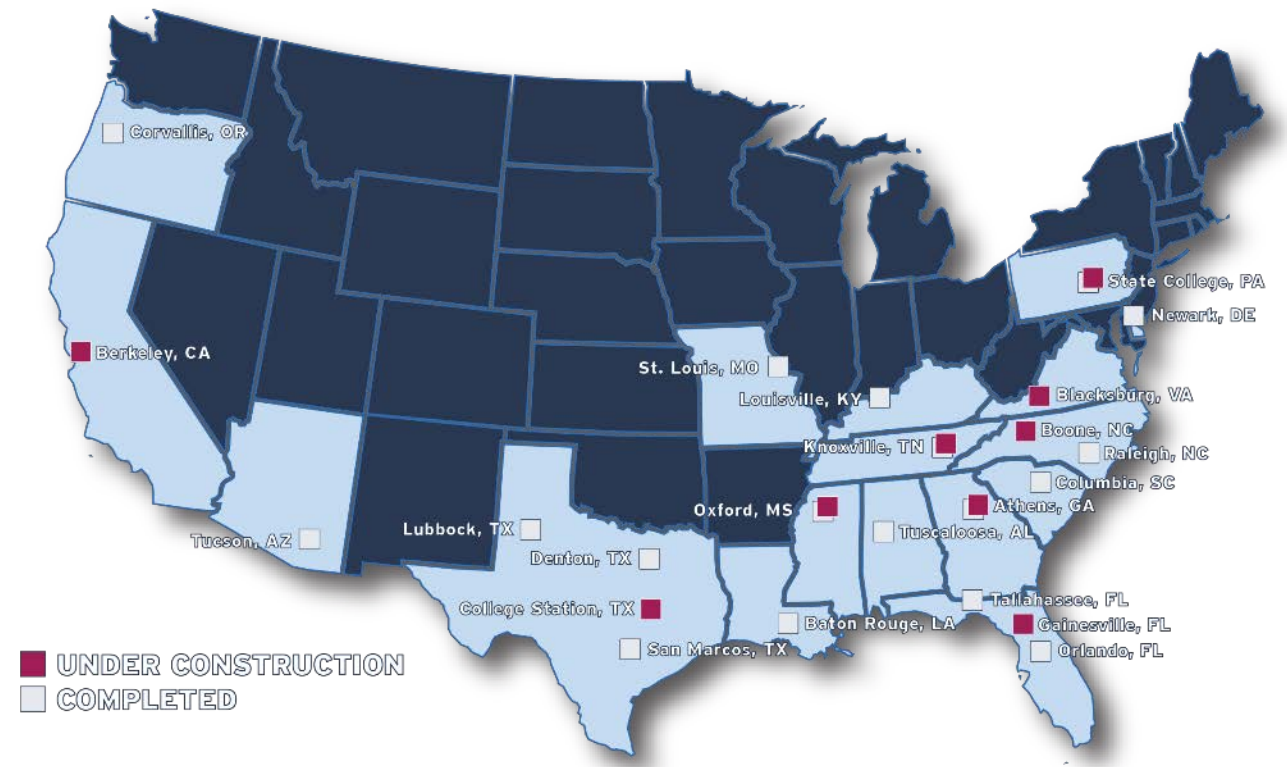 Corvallis, OR
State College, PA
Newark, DE
Berkeley, CA
St. Louis, MO
Louisville, KY
Blacksburg, VA
Boone, NC
Knoxville, TN
Raleigh, NC
Columbia, SC
Oxford, MS
Athens, GA
Lubbock, TX
Tuscaloosa, AL
Tucson, AZ
Denton, TX
Tallahassee, FL
College Station, TX
Baton Rouge, LA
Gainesville, FL
San Marcos, TX
Orlando, FL
UNDER CONSTRUCTION
COMPLETED